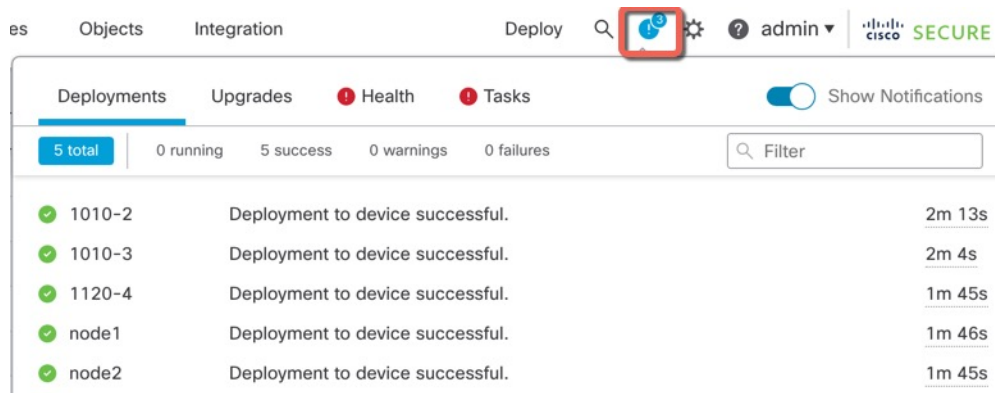 es Objects Integration Deploy 3 admin cisco SECURE
Deployments Upgrades Health Tasks Show Notifications
5 total 0 running 5 success 0 warnings 0 failures Filter
1010-2 Deployment to device successful. 2m 13s
1010-3 Deployment to device successful. 2m 4s
1120-4 Deployment to device successful. 1m 45s
node1 Deployment to device successful. 1m 46s
node2 Deployment to device successful. 1m 45s